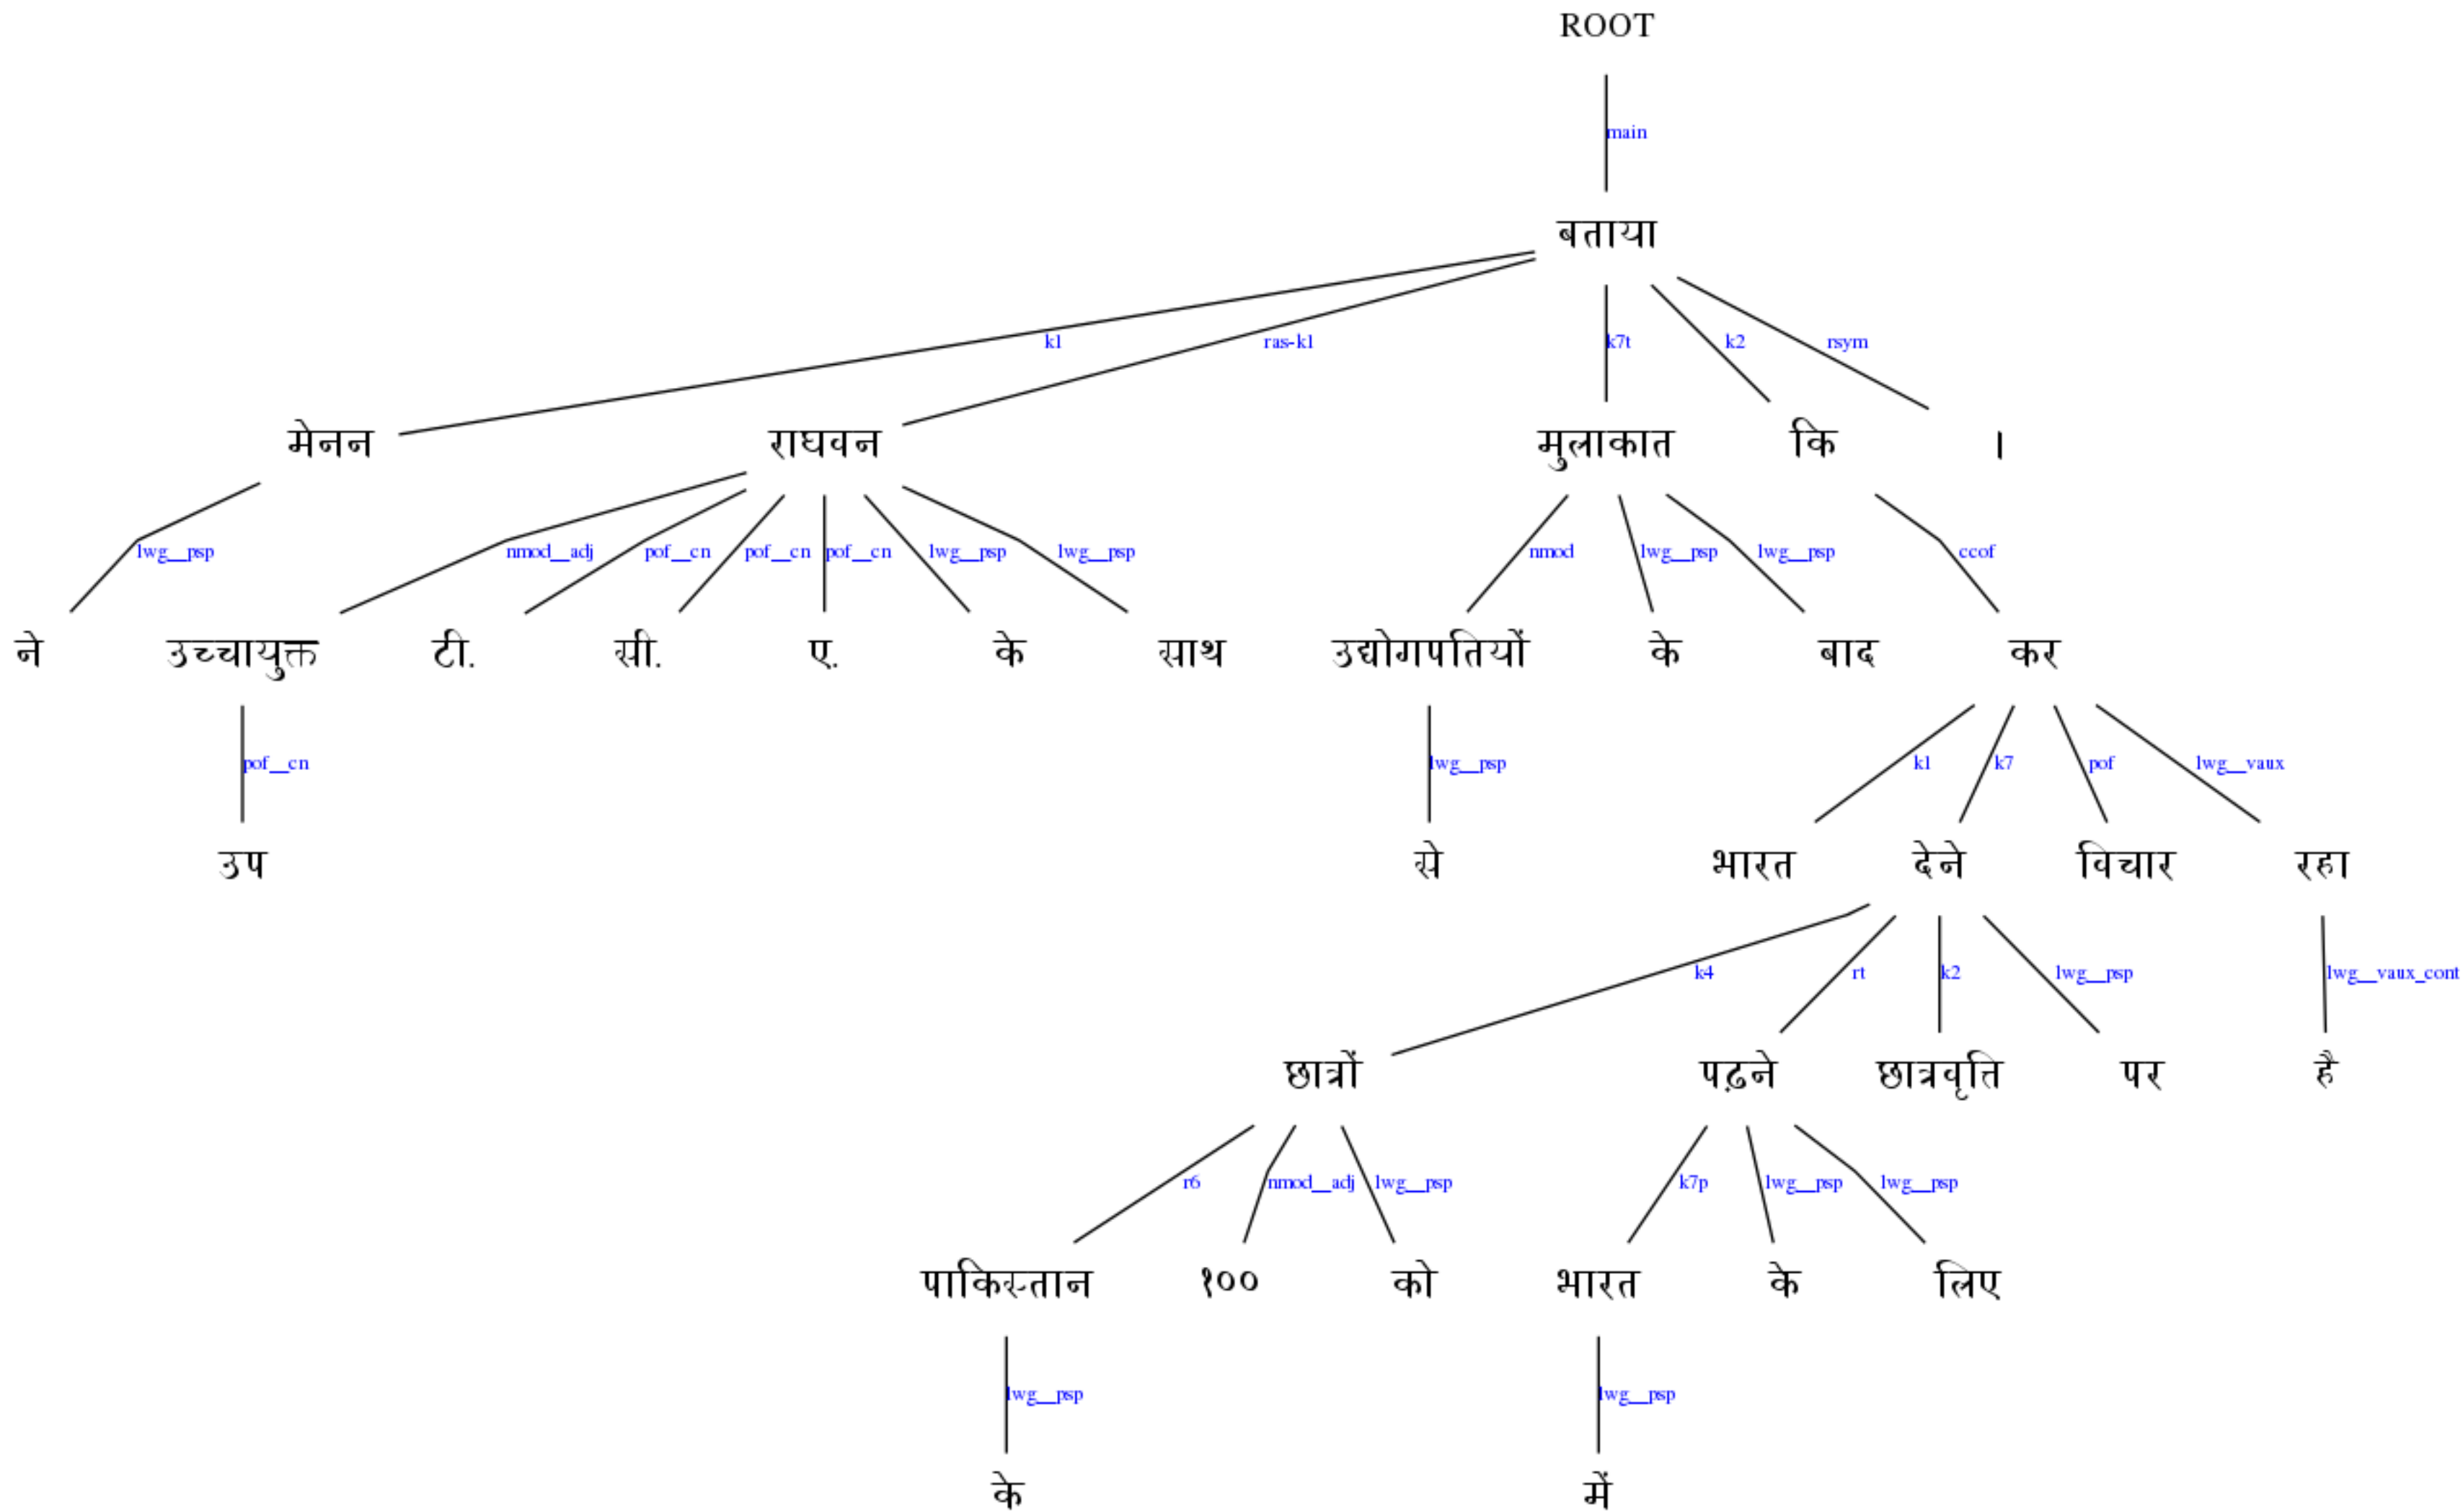 ROOT
main
बताया
k1 ras-k1 k7t k2 rsym
मेनन राघवन मुलाकात कि ।
lwg__psp nmod__adj pof__cn pof__cn pof__cn lwg__psp lwg__psp nmod lwg__psp lwg__psp ccof
ने उच्चायुक्त टी. सी. ए. के साथ उद्योगपतियों के बाद कर
pof__cn lwg__psp k1 k7 pof lwg__vaux
उप से भारत देने विचार रहा
k4 rt k2 lwg__psp lwg__vaux_cont
छात्रों पढ़ने छात्रवृत्ति पर है
r6 nmod__adj lwg__psp k7p lwg__psp lwg__psp
पाकिस्तान १०० को भारत के लिए
lwg__psp lwg__psp
के में